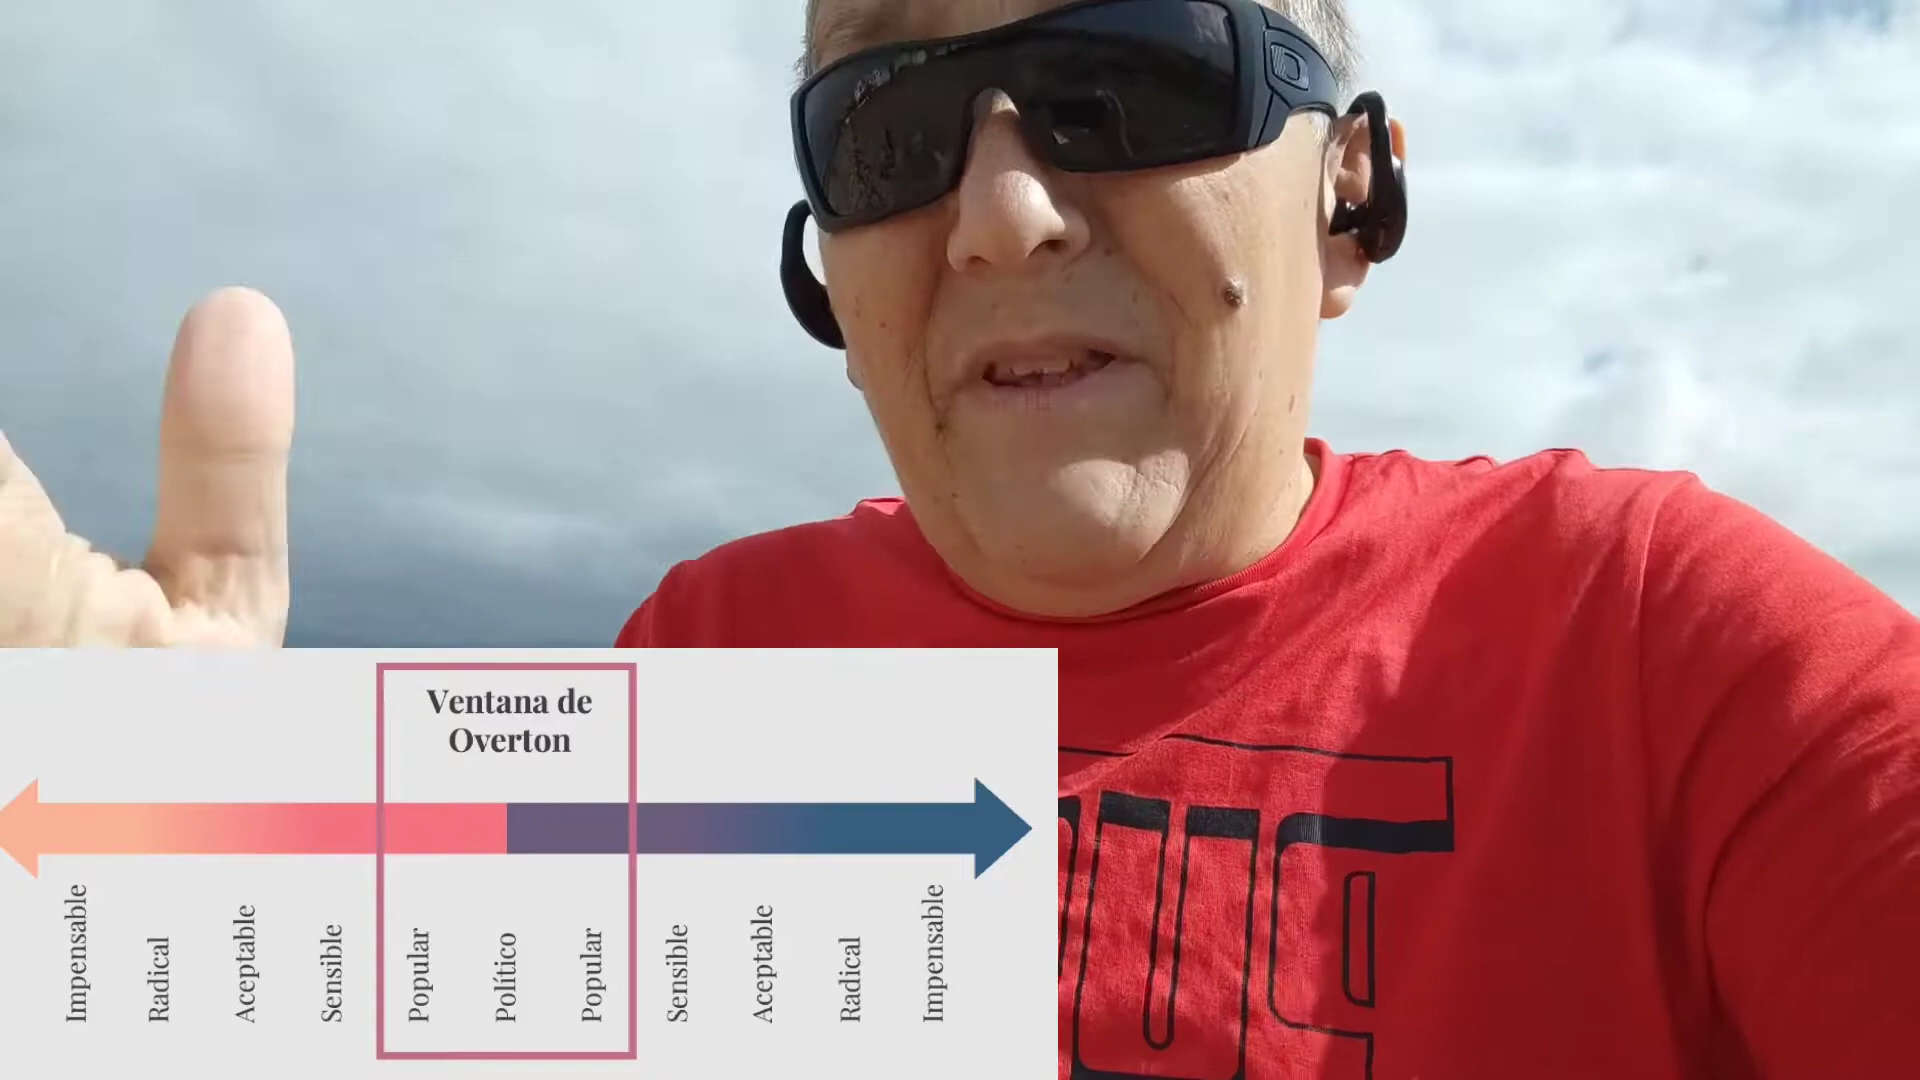 Ventana de
Overton
Impensable
Radical
Aceptable
Sensible
Popular
Político
Popular
Sensible
Aceptable
Radical
Impensable